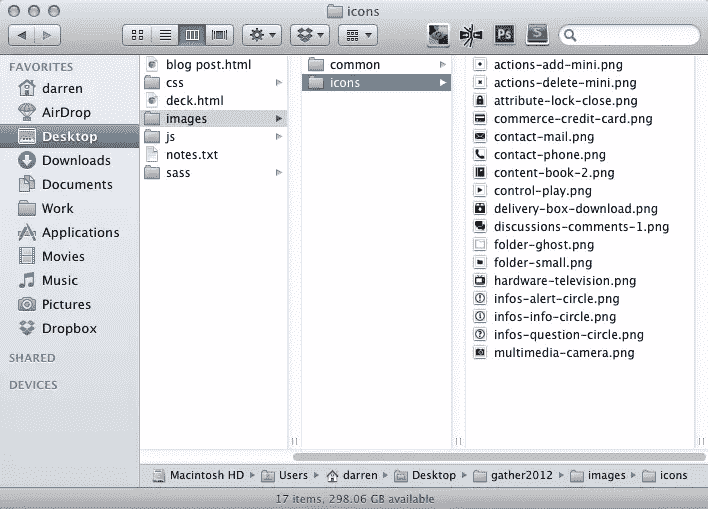 icons
Ps
S
FAVORITES
darren
AirDrop
Desktop
Downloads
Documents
Work
Applications
Movies
Music
Pictures
Dropbox
SHARED
DEVICES
blog post.html
css
deck.html
images
js
notes.txt
sass
common
icons
actions-add-mini.png
actions-delete-mini.png
attribute-lock-close.png
commerce-credit-card.png
contact-mail.png
contact-phone.png
content-book-2.png
control-play.png
delivery-box-download.png
discussions-comments-1.png
folder-ghost.png
folder-small.png
hardware-television.png
infos-alert-circle.png
infos-info-circle.png
infos-question-circle.png
multimedia-camera.png
Macintosh HD Users darren Desktop gather2012 images icons
17 items, 298.06 GB available